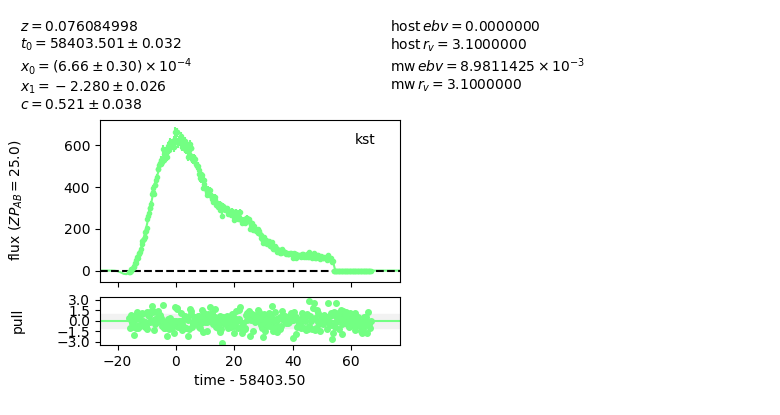 z = 0.076084998
t₀ = 58403.501 ± 0.032
x₀ = (6.66 ± 0.30) × 10⁻⁴
x₁ = −2.280 ± 0.026
c = 0.521 ± 0.038
host ebv = 0.0000000
host r_v = 3.1000000
mw ebv = 8.9811425 × 10⁻³
mw r_v = 3.1000000
flux (ZP_AB = 25.0)
600
400
200
0
kst
pull
3.0
1.5
0.0
−1.5
−3.0
−20
0
20
40
60
time - 58403.50